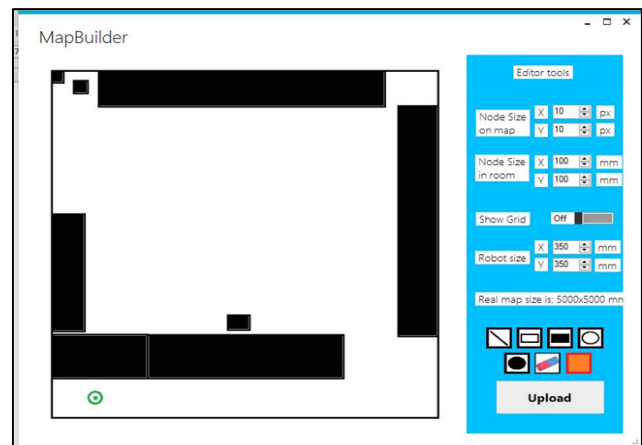 MapBuilder
Editor tools
Node Size on map X 10 px
Y 10 px
Node Size in room X 100 mm
Y 100 mm
Show Grid Off
Robot size X 350 mm
Y 350 mm
Real map size is: 5000x5000 mm
Upload